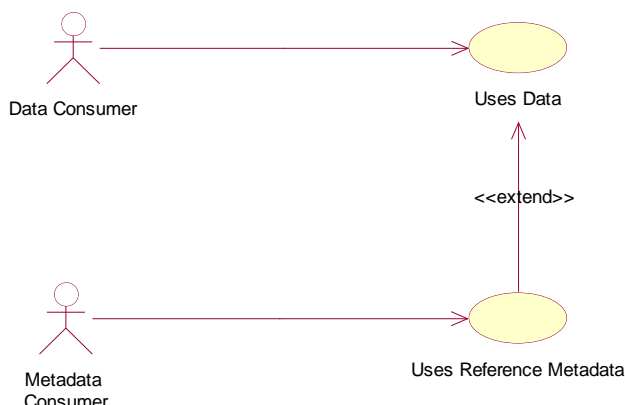 Data Consumer
Uses Data
<<extend>>
Uses Reference Metadata
Metadata
Consumer